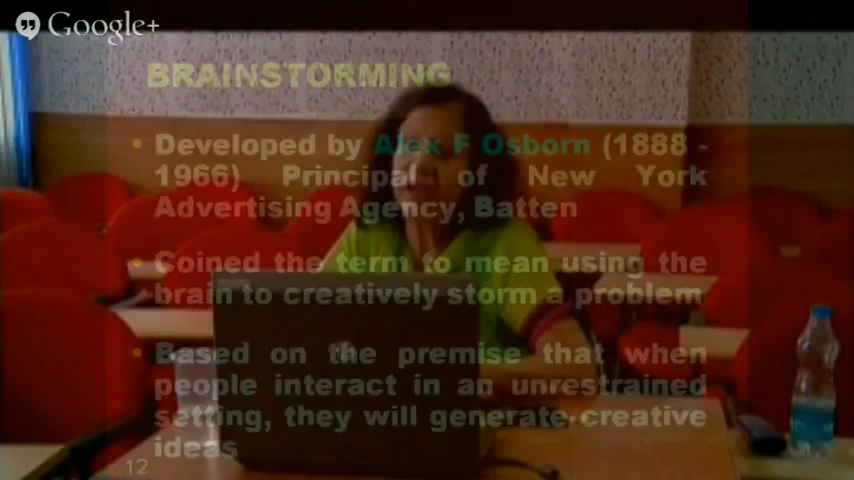 Google+
BRAINSTORMING
• Developed by Alex F Osborn (1888 -
1966) Principal of New York
Advertising Agency, Batten
• Coined the term to mean using the
brain to creatively storm a problem
• Based on the premise that when
people interact in an unrestrained
setting, they will generate creative
ideas
12